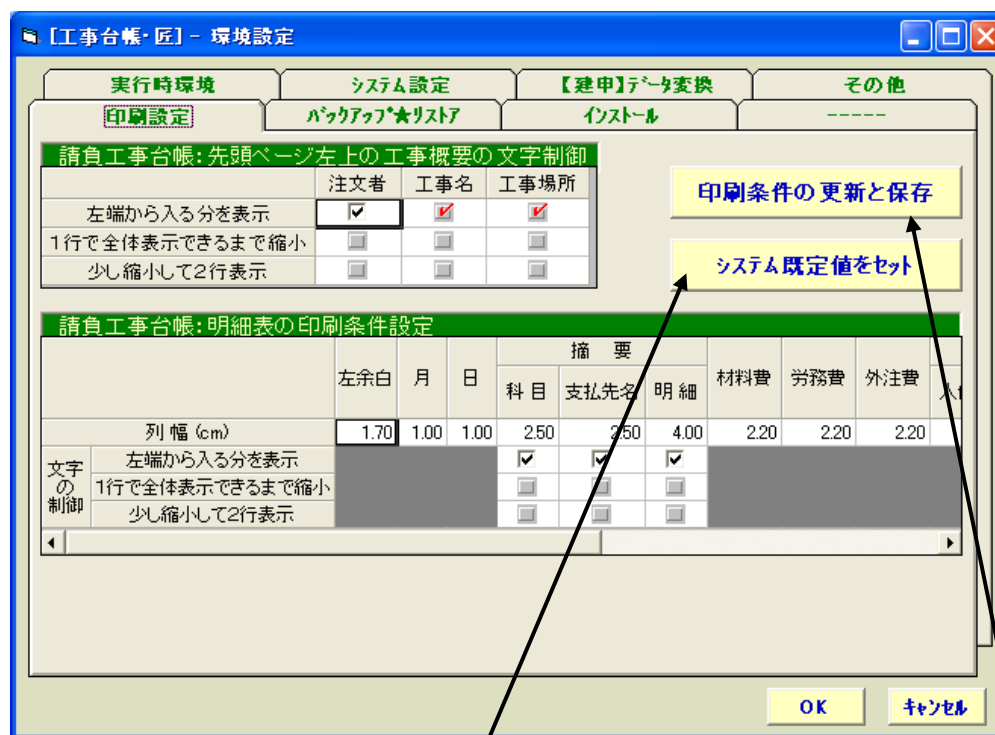 [工事台帳・匠] - 環境設定
実行時環境 システム設定 【建申】データ変換 その他
印刷設定 バックアップ★リストア インストール -----
請負工事台帳:先頭ページ左上の工事概要の文字制御
注文者 工事名 工事場所
左端から入る分を表示
1行で全体表示できるまで縮小
少し縮小して2行表示
印刷条件の更新と保存
システム既定値をセット
請負工事台帳:明細表の印刷条件設定
摘 要
左余白 月 日 科目 支払先名 明細 材料費 労務費 外注費
列幅(cm) 1.70 1.00 1.00 2.50 2.50 4.00 2.20 2.20 2.20
文字の制御
左端から入る分を表示
1行で全体表示できるまで縮小
少し縮小して2行表示
OK キャンセル